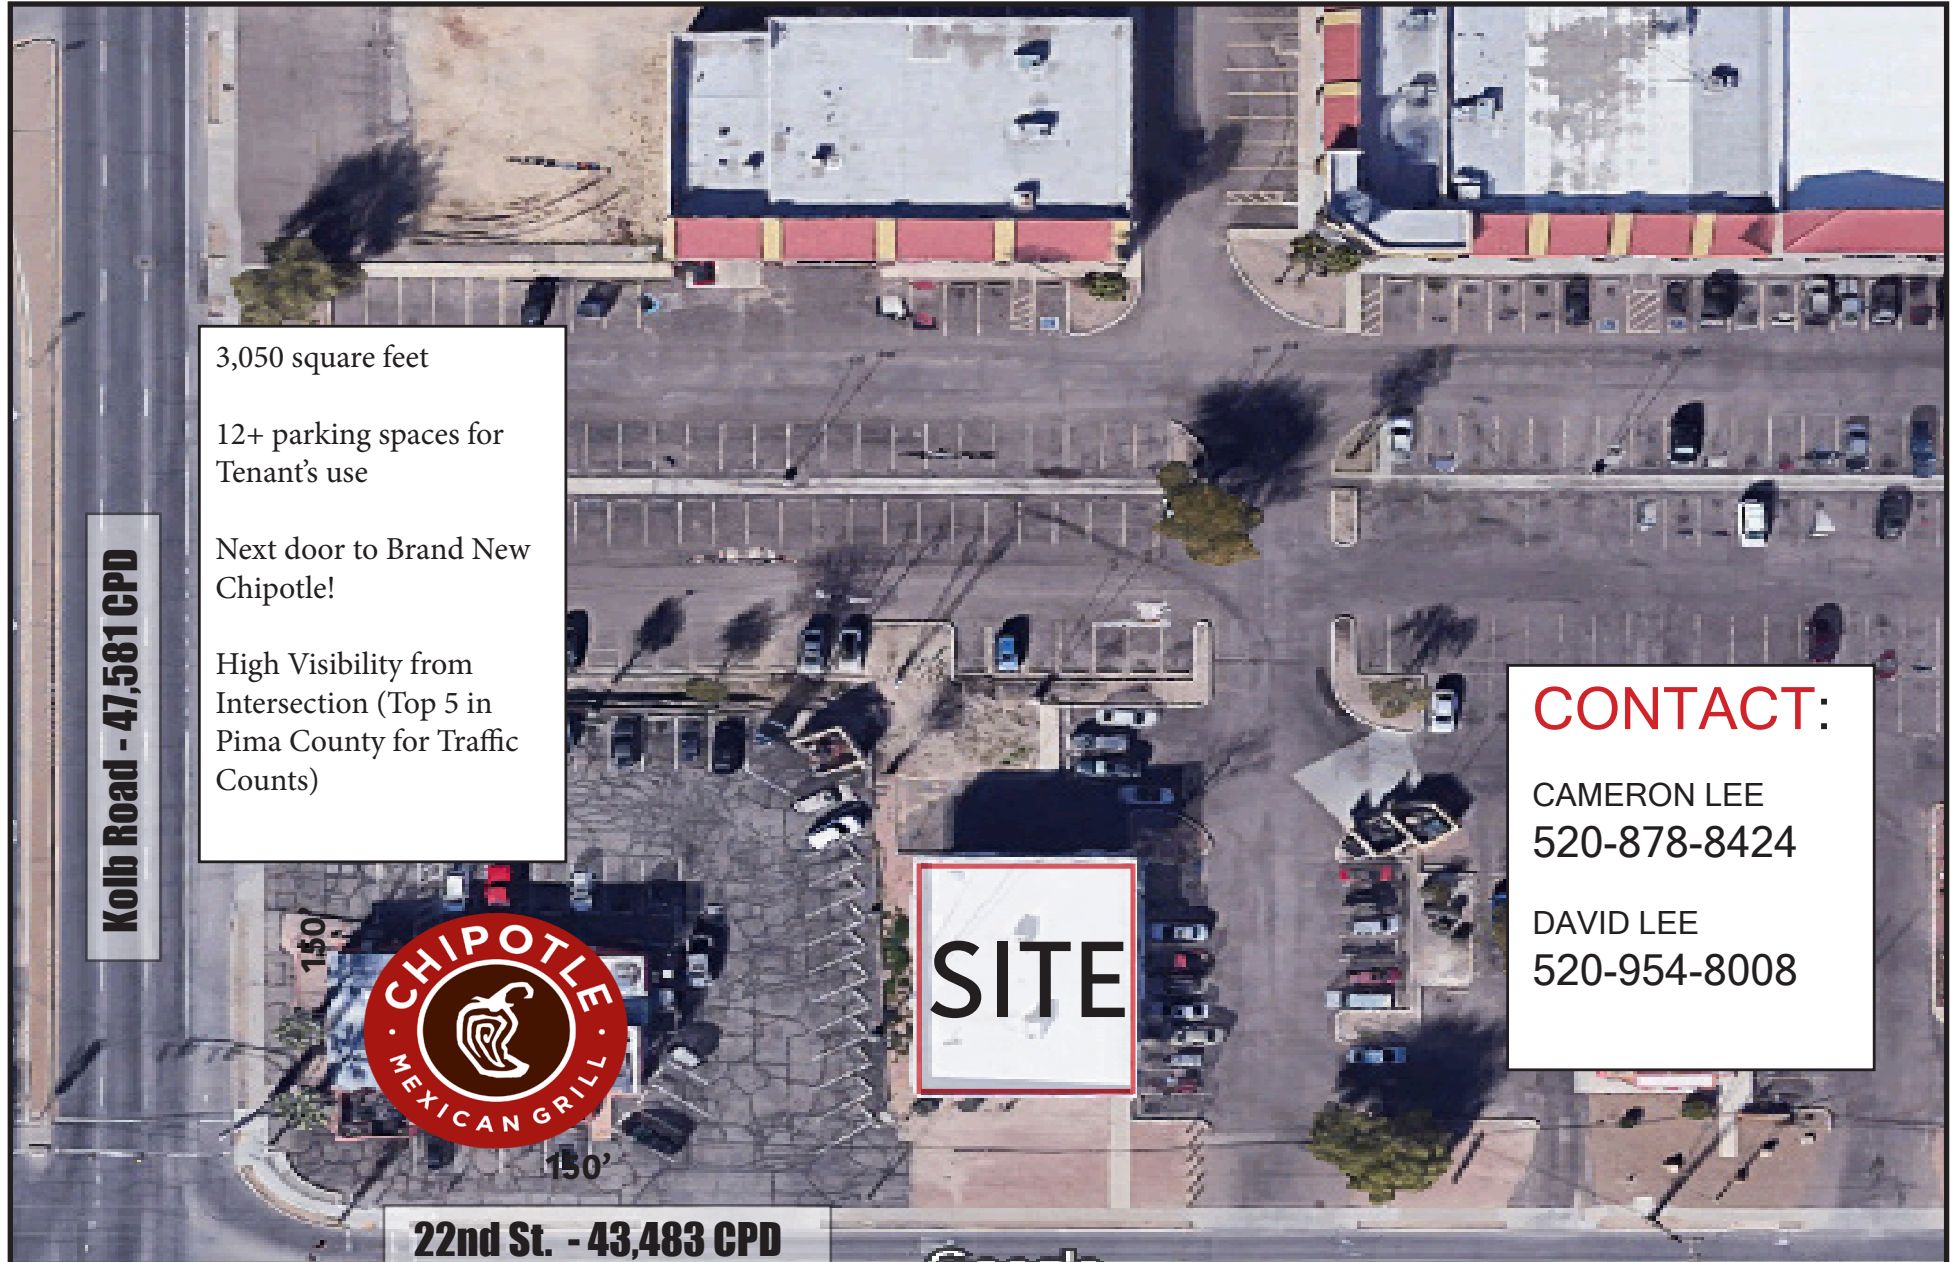 3,050 square feet
12+ parking spaces for
Tenant's use
Next door to Brand New
Chipotle!
High Visibility from
Intersection (Top 5 in
Pima County for Traffic
Counts)
Kolb Road - 47,581 CPD
150'
CHIPOTLE
MEXICAN GRILL
150'
22nd St. - 43,483 CPD
SITE
CONTACT:
CAMERON LEE
520-878-8424
DAVID LEE
520-954-8008